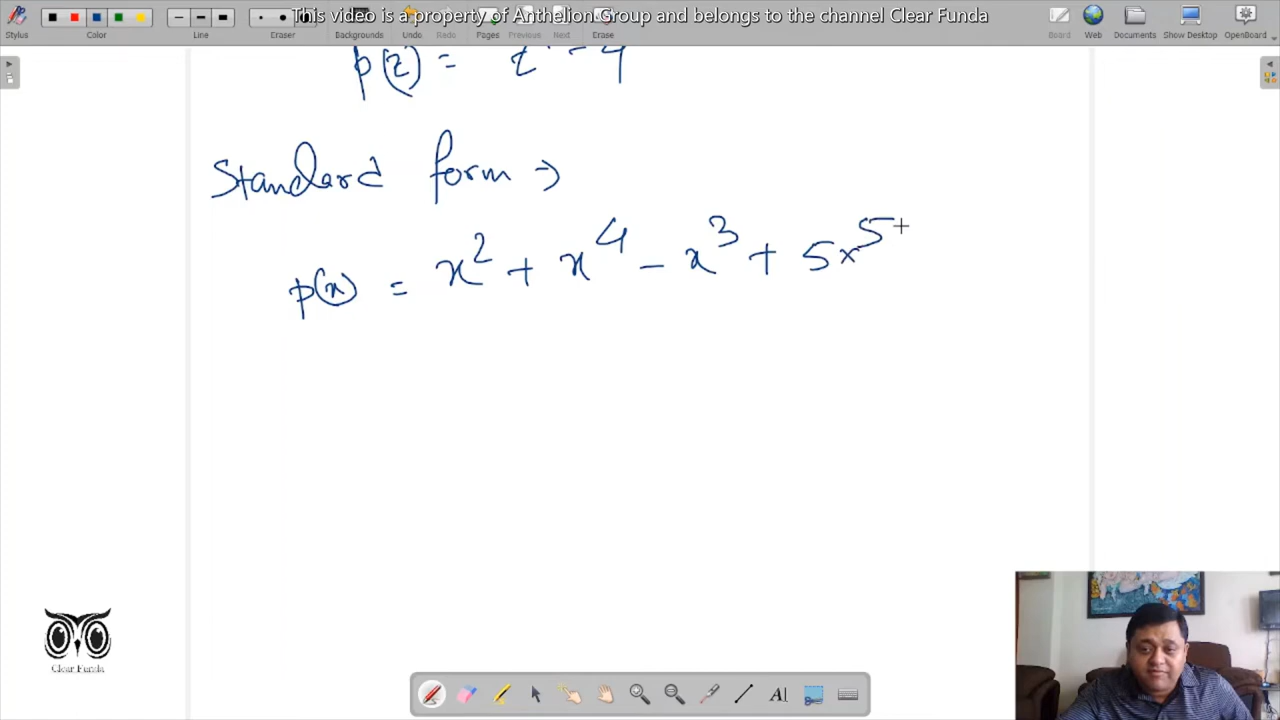 This video is a property of Anthelion Group and belongs to the channel Clear Funda
Stylus Color Line Eraser Backgrounds Undo Redo Pages Previous Next Erase Board Web Documents Show Desktop OpenBoard
p(z) =
Standard form →
p(x) = x² + x⁴ - x³ + 5x⁵
Clear Funda